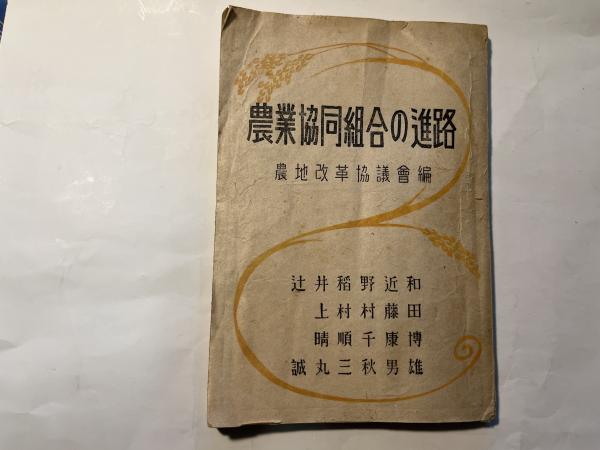 農業協同組合の進路
農地改革協議會編
和田博雄
近藤康男
野村千秋
稻村順三
井上晴丸
辻誠